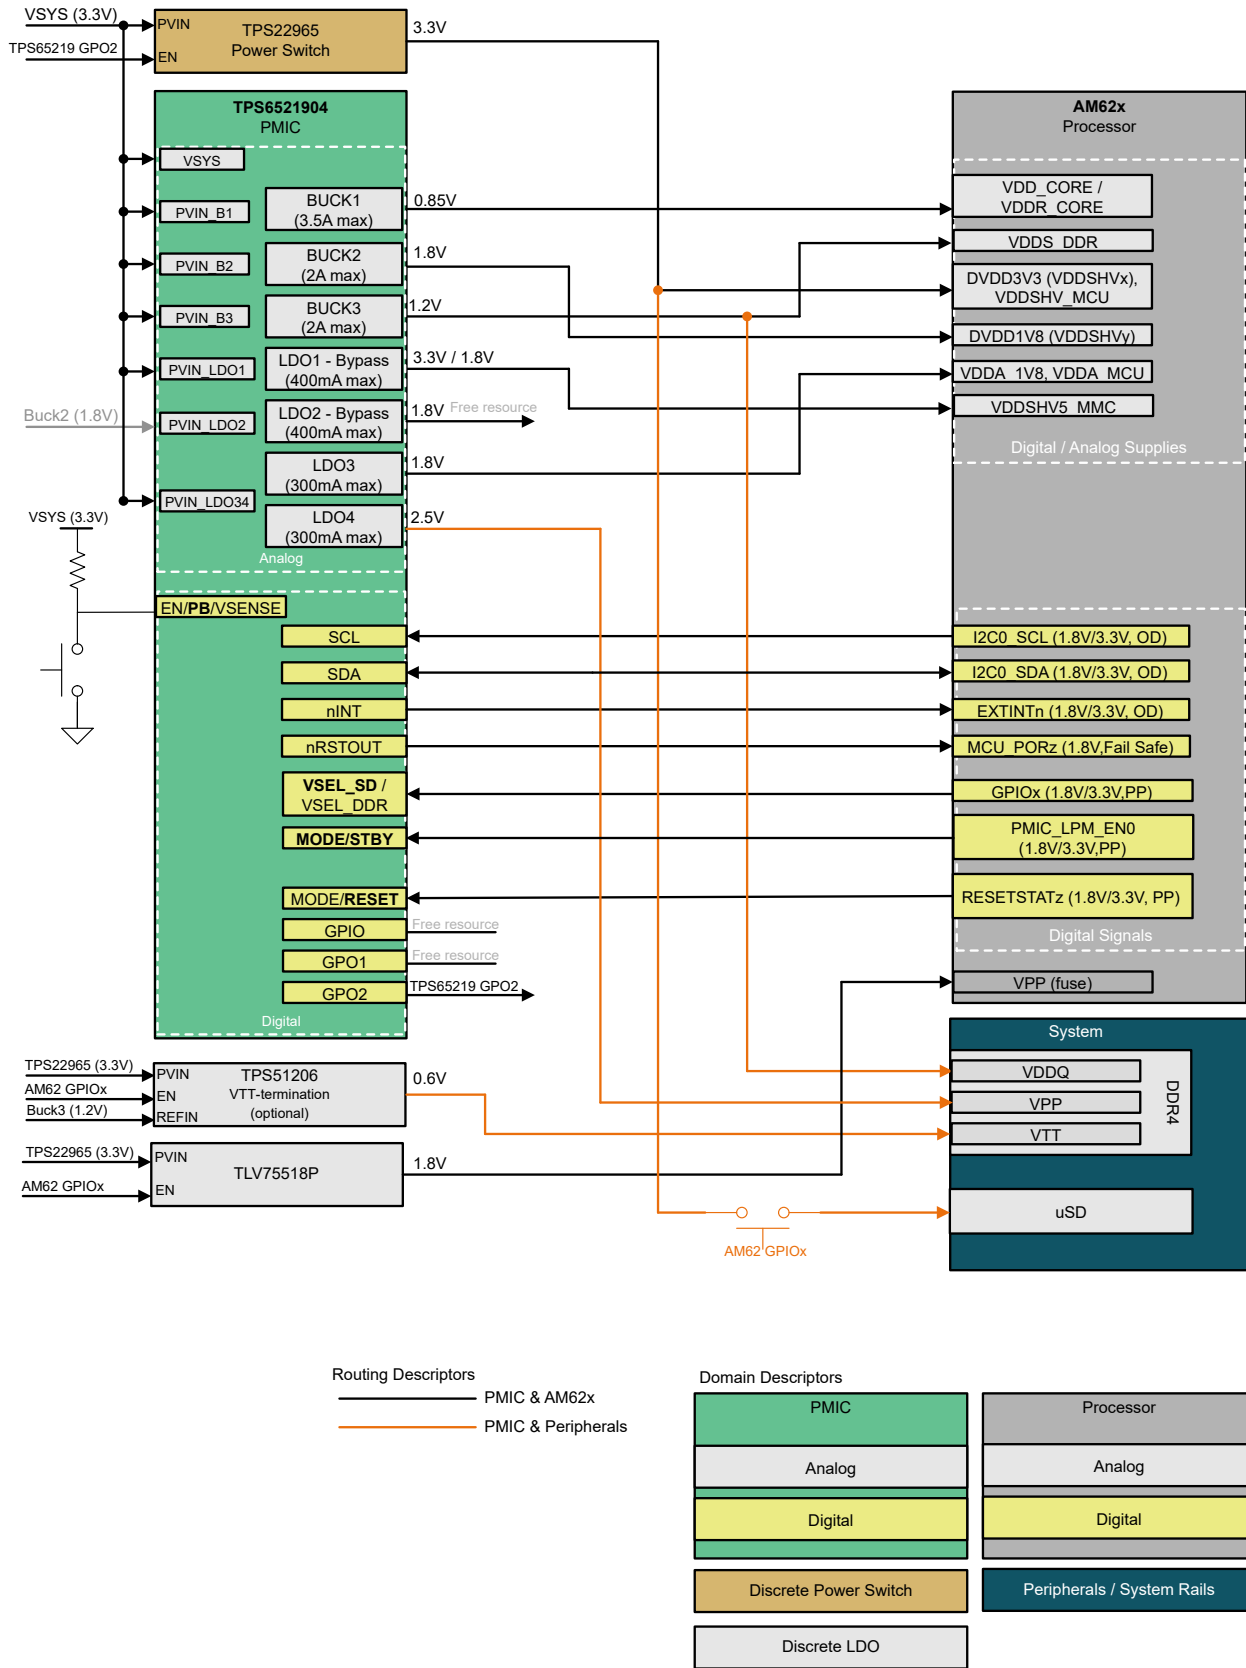 VSYS (3.3V)
PVIN
TPS22965
Power Switch
3.3V
TPS65219 GPO2
EN
TPS6521904
PMIC
AM62x
Processor
VSYS
PVIN_B1
BUCK1
(3.5A max)
0.85V
VDD_CORE /
VDDR_CORE
PVIN_B2
BUCK2
(2A max)
1.8V
VDDS_DDR
PVIN_B3
BUCK3
(2A max)
1.2V
DVDD3V3 (VDDSHVx),
VDDSHV_MCU
DVDD1V8 (VDDSHVy)
PVIN_LDO1
LDO1 - Bypass
(400mA max)
3.3V / 1.8V
VDDA_1V8, VDDA_MCU
Buck2 (1.8V)
PVIN_LDO2
LDO2 - Bypass
(400mA max)
1.8V
Free resource
VDDSHV5_MMC
Digital / Analog Supplies
LDO3
(300mA max)
1.8V
PVIN_LDO34
LDO4
(300mA max)
2.5V
Analog
VSYS (3.3V)
EN/PB/VSENSE
SCL
I2C0_SCL (1.8V/3.3V, OD)
SDA
I2C0_SDA (1.8V/3.3V, OD)
nINT
EXTINTn (1.8V/3.3V, OD)
nRSTOUT
MCU_PORz (1.8V,Fail Safe)
VSEL_SD /
VSEL_DDR
GPIOx (1.8V/3.3V,PP)
MODE/STBY
PMIC_LPM_EN0
(1.8V/3.3V,PP)
MODE/RESET
RESETSTATz (1.8V/3.3V, PP)
GPIO
Free resource
Digital Signals
GPO1
Free resource
GPO2
TPS65219 GPO2
VPP (fuse)
Digital
System
TPS22965 (3.3V)
PVIN
TPS51206
VTT-termination
(optional)
0.6V
AM62 GPIOx
EN
Buck3 (1.2V)
REFIN
VDDQ
VPP
VTT
DDR4
TPS22965 (3.3V)
PVIN
TLV75518P
1.8V
AM62 GPIOx
EN
uSD
AM62 GPIOx
Routing Descriptors
PMIC & AM62x
PMIC & Peripherals
Domain Descriptors
PMIC
Processor
Analog
Analog
Digital
Digital
Discrete Power Switch
Peripherals / System Rails
Discrete LDO